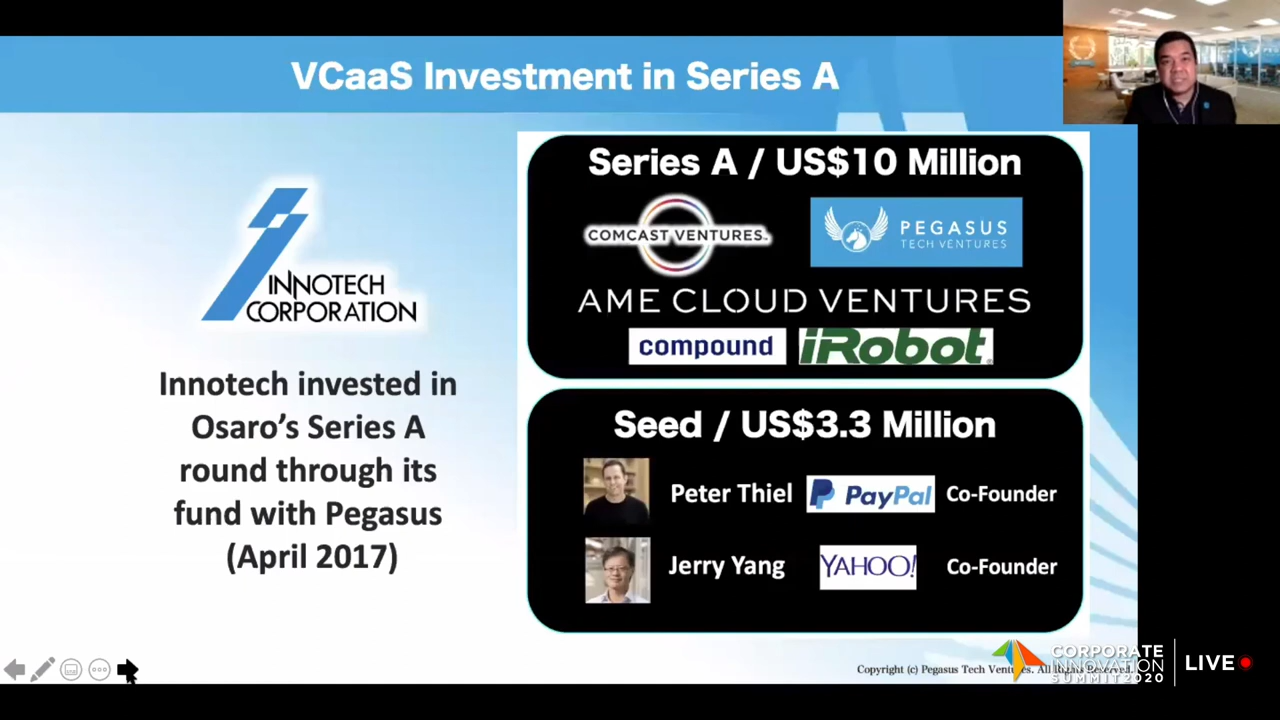 VCaaS Investment in Series A
INNOTECH
CORPORATION
Innotech invested in
Osaro’s Series A
round through its
fund with Pegasus
(April 2017)
Series A / US$10 Million
COMCAST VENTURES
PEGASUS
TECH VENTURES
AME CLOUD VENTURES
compound
iRobot
Seed / US$3.3 Million
Peter Thiel
PayPal
Co-Founder
Jerry Yang
YAHOO!
Co-Founder
Copyright (c) Pegasus Tech Ventures. All Rights Reserved.
CORPORATE
INNOVATION
SUMMIT2020
LIVE